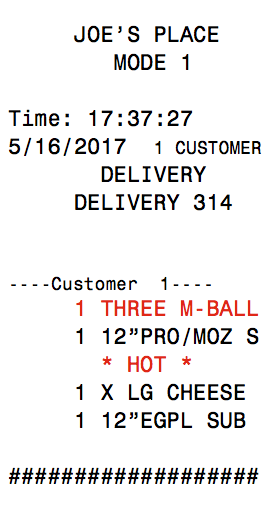 JOE’S PLACE
MODE 1
Time: 17:37:27
5/16/2017 1 CUSTOMER
DELIVERY
DELIVERY 314
----Customer 1----
1 THREE M-BALL
1 12”PRO/MOZ S
* HOT *
1 X LG CHEESE
1 12”EGPL SUB
###################